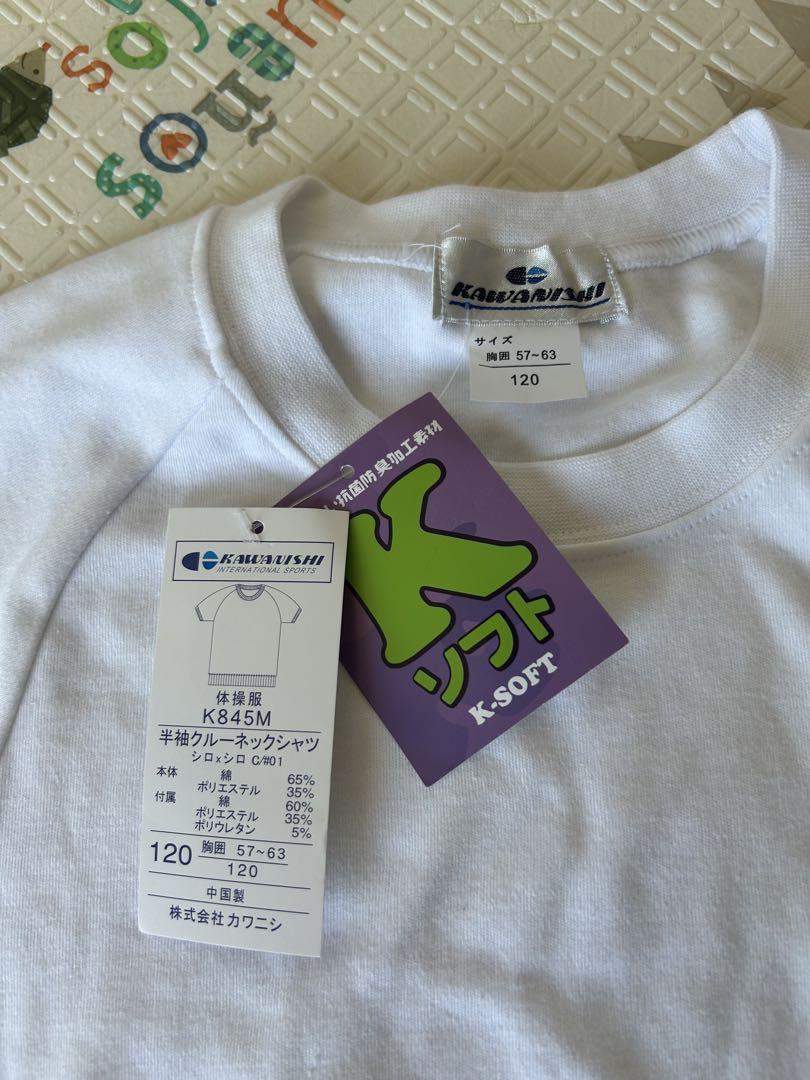 KAWANISHI
サイズ
胸囲 57~63
120
抗菌防臭加工素材
K
ソフト
K-SOFT
KAWANISHI
INTERNATIONAL SPORTS
体操服
K845M
半袖クルーネックシャツ
シロxシロ C/#01
本体 綿 65%
ポリエステル 35%
付属 綿 60%
ポリエステル 35%
ポリウレタン 5%
120 胸囲 57~63
120
中国製
株式会社 カワニシ